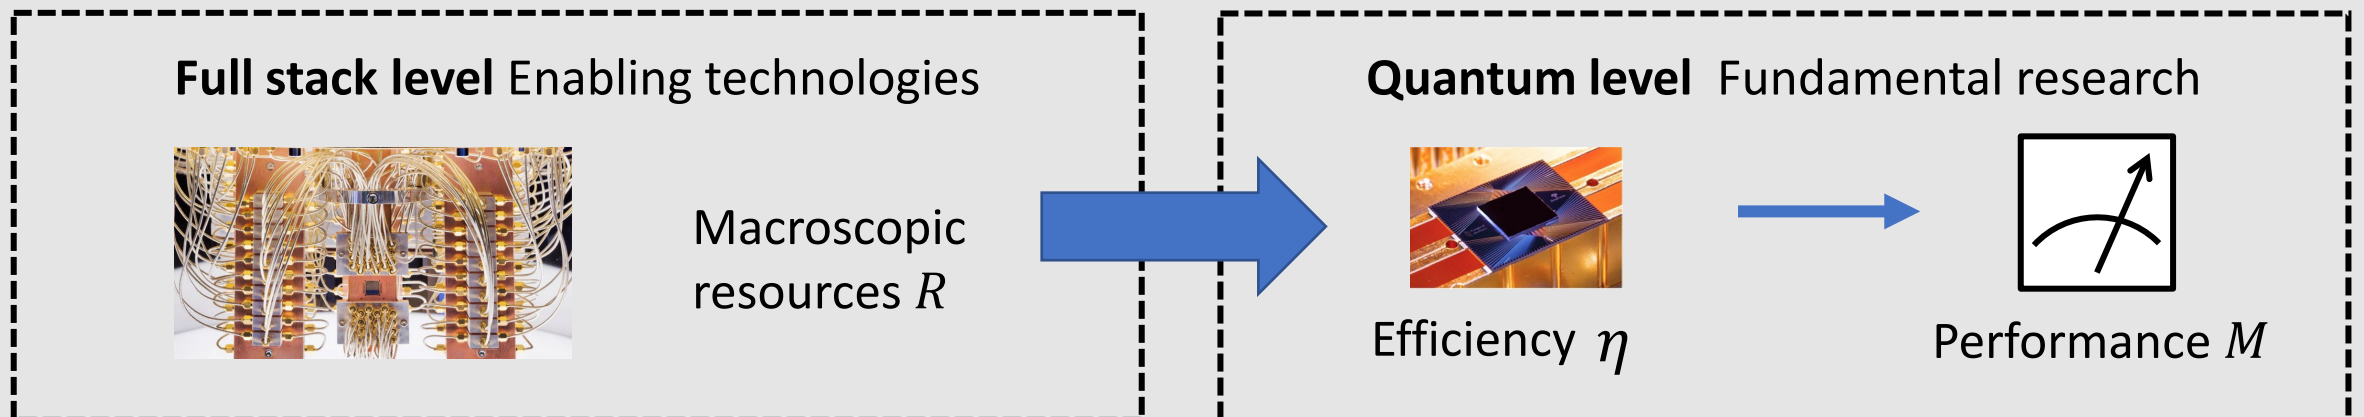 Full stack level Enabling technologies
Macroscopic
resources R
Quantum level Fundamental research
Efficiency η
Performance M